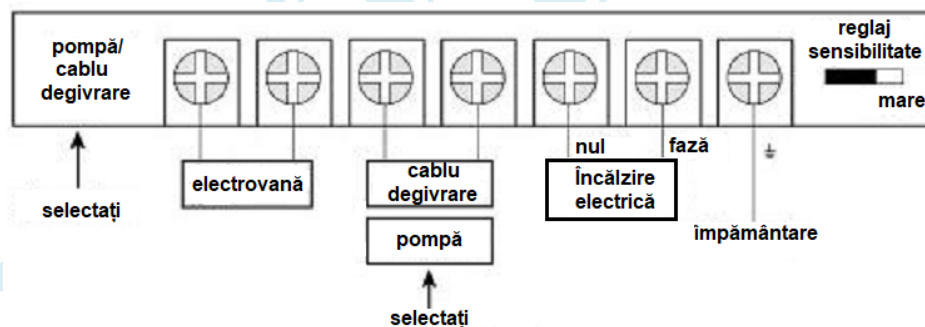 pompă/
cablu
degivrare
reglaj
sensibilitate
mare
nul
fază
electrovană
cablu
degivrare
Încălzire
electrică
selectați
pompă
împământare
selectați